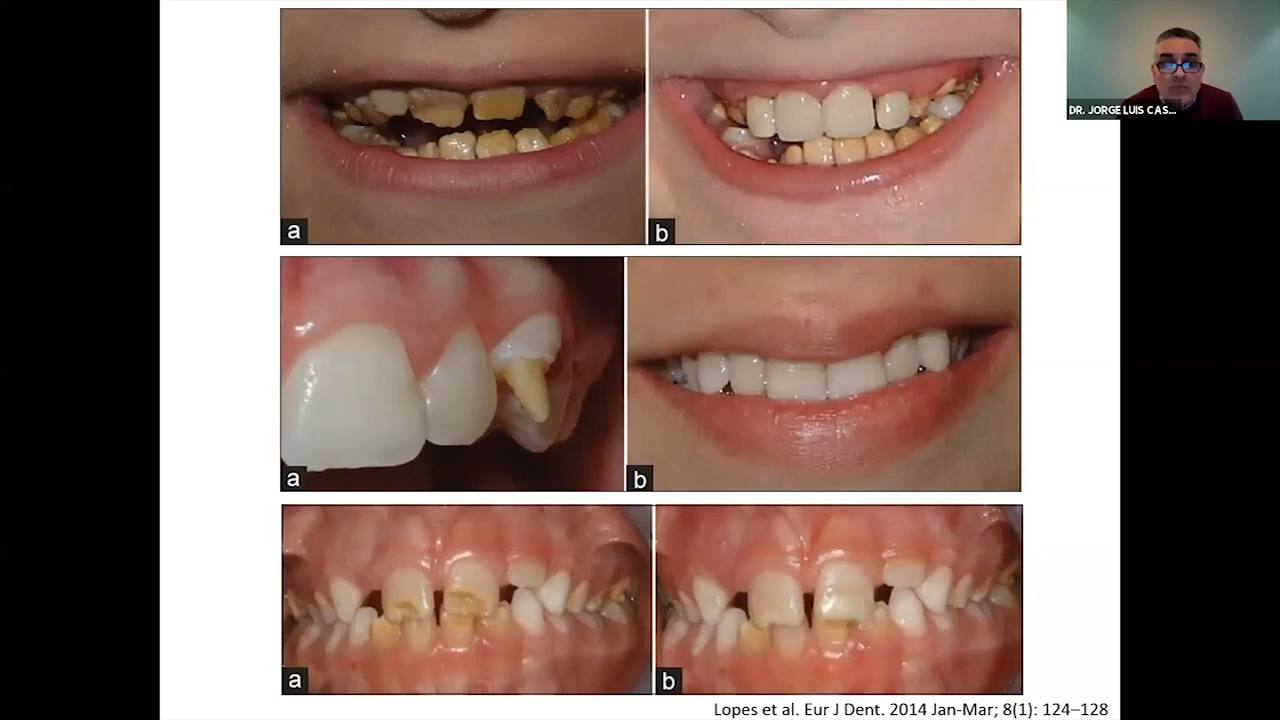 DR. JORGE LUIS CAS...
a
b
a
b
a
b
Lopes et al. Eur J Dent. 2014 Jan-Mar; 8(1): 124–128